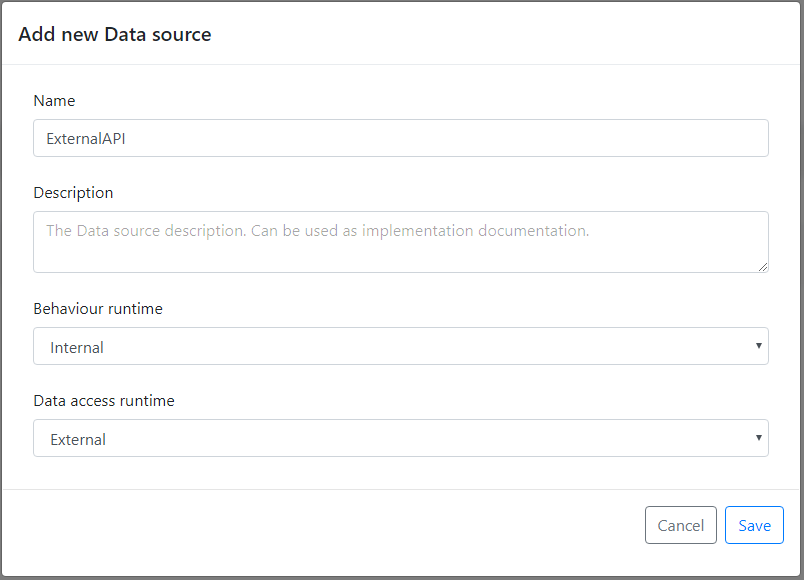 Add new Data source
Name
ExternalAPI
Description
The Data source description. Can be used as implementation documentation.
Behaviour runtime
Internal
Data access runtime
External
Cancel Save